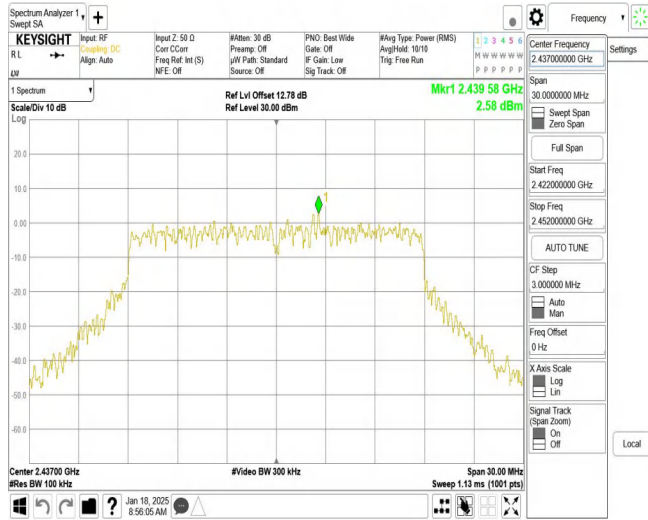 Spectrum Analyzer 1
Swept SA
+
Frequency
KEYSIGHT
Input: RF
Input Z: 50 Ω
#Atten: 30 dB
PNO: Best Wide
#Avg Type: Power (RMS)
1 2 3 4 5 6
RL
Coupling: DC
Corr CCorr
Preamp: Off
Gate: Off
Avg|Hold: 10/10
M W W W W W
Align: Auto
Freq Ref: Int (S)
µW Path: Standard
IF Gain: Low
Trig: Free Run
P P P P P P
NFE: Off
Source: Off
Sig Track: Off
LXI
1 Spectrum
Ref Lvl Offset 12.78 dB
Mkr1 2.439 58 GHz
Scale/Div 10 dB
Ref Level 30.00 dBm
2.58 dBm
Log
20.0
10.0
0.00
-10.0
-20.0
-30.0
-40.0
-50.0
-60.0
1
Center 2.43700 GHz
#Video BW 300 kHz
Span 30.00 MHz
#Res BW 100 kHz
Sweep 1.13 ms (1001 pts)
?
Jan 18, 2025
8:56:05 AM
Center Frequency
2.437000000 GHz
Settings
Span
30.0000000 MHz
Swept Span
Zero Span
Full Span
Start Freq
2.422000000 GHz
Stop Freq
2.452000000 GHz
AUTO TUNE
CF Step
3.000000 MHz
Auto
Man
Freq Offset
0 Hz
X Axis Scale
Log
Lin
Signal Track
(Span Zoom)
On
Off
Local